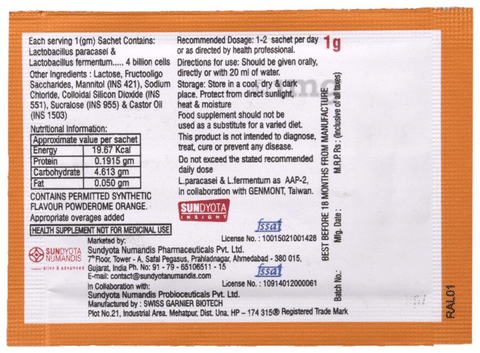 Each serving 1(gm) Sachet Contains:
Lactobacillus paracasei &
Lactobacillus fermentum..... 4 billion cells
Other Ingredients : Lactose, Fructooligo
Saccharides, Mannitol (INS 421), Sodium
Chloride, Colloidal Silicon Dioxide (INS
551), Sucralose (INS 955) & Castor Oil
(INS 1503)
Nutritional Information:
Approximate value per sachet
Energy 19.67 Kcal
Protein 0.1915 gm
Carbohydrate 4.613 gm
Fat 0.050 gm
CONTAINS PERMITTED SYNTHETIC
FLAVOUR POWDEROME ORANGE.
Appropriate overages added
HEALTH SUPPLEMENT NOT FOR MEDICINAL USE
Recommended Dosage: 1-2 sachet per day
or as directed by health professional.
1g
Directions for use: Should be given orally,
directly or with 20 ml of water.
Storage: Store in a cool, dry & dark
place. Protect from direct sunlight,
heat & moisture
Food supplement should not be
used as a substitute for a varied diet.
This product is not intended to diagnose,
treat, cure or prevent any disease.
Do not exceed the stated recommended
daily dose
L.paracasei & L.fermentum as AAP-2,
in collaboration with GENMONT, Taiwan.
SUNDYOTA
INSIGHT
fssai
License No. : 10015021001428
SUNDYOTA
NUMANDIS
Marketed by:
Sundyota Numandis Pharmaceuticals Pvt. Ltd.
7th Floor, Tower - A, Safal Pegasus, Prahladnagar, Ahmedabad - 380 015,
Gujarat, India Ph. No: 91 - 79 - 65106511 - 15
E-mail: contact@sundyotanumandis.com
fssai
License No. : 10914012000061
In Collaboration with:
Sundyota Numandis Probioceuticals Pvt. Ltd.
Manufactured by : SWISS GARNIER BIOTECH
Plot No.21, Industrial Area. Mehatpur, Dist. Una. HP - 174 315® Registered Trade Mark
BEST BEFORE 18 MONTHS FROM MANUFACTURE
M.R.P. Rs : (Inclusive of all taxes)
Mfg. Date :
Batch No.:
RAL01